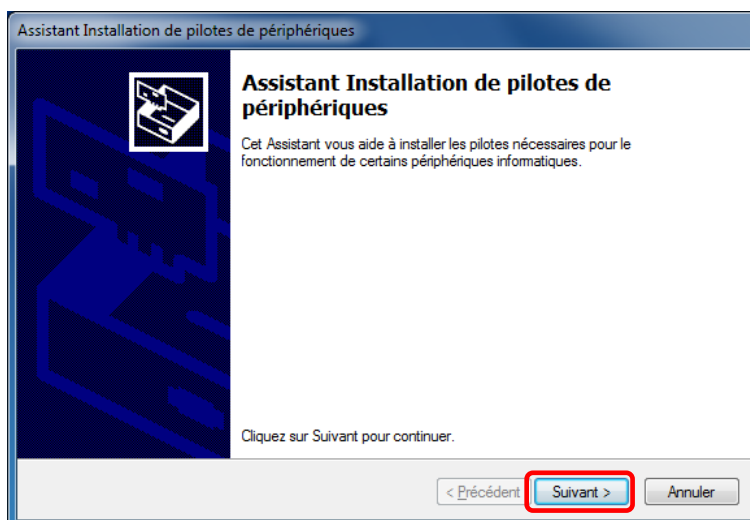 Assistant Installation de pilotes de périphériques
Assistant Installation de pilotes de
périphériques
Cet Assistant vous aide à installer les pilotes nécessaires pour le
fonctionnement de certains périphériques informatiques.
Cliquez sur Suivant pour continuer.
< Précédent Suivant > Annuler